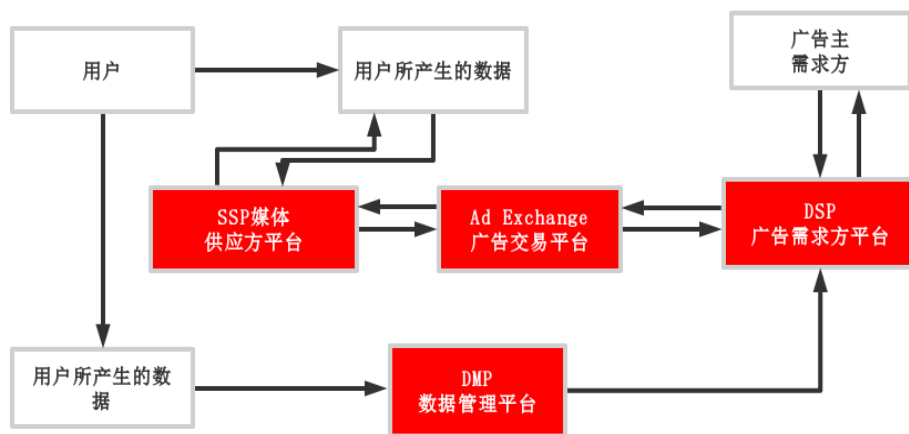 用户
用户所产生的数据
广告主
需求方
SSP媒体
供应方平台
Ad Exchange
广告交易平台
DSP
广告需求方平台
用户所产生的数
据
DMP
数据管理平台